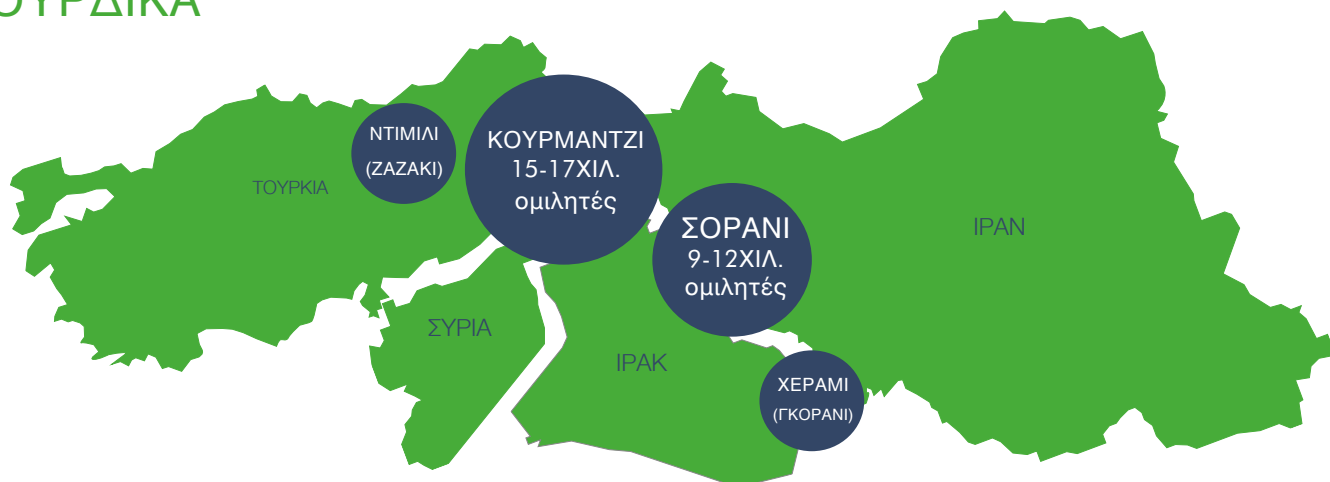 ΟΥΡΔΙΚΑ
ΝΤΙΜΙΛΙ
(ΖΑΖΑΚΙ)
ΚΟΥΡΜΑΝΤΖΙ
15-17ΧΙΛ.
ομιλητές
ΤΟΥΡΚΙΑ
ΣΟΡΑΝΙ
9-12ΧΙΛ.
ομιλητές
ΙΡΑΝ
ΣΥΡΙΑ
ΙΡΑΚ
ΧΕΡΑΜΙ
(ΓΚΟΡΑΝΙ)